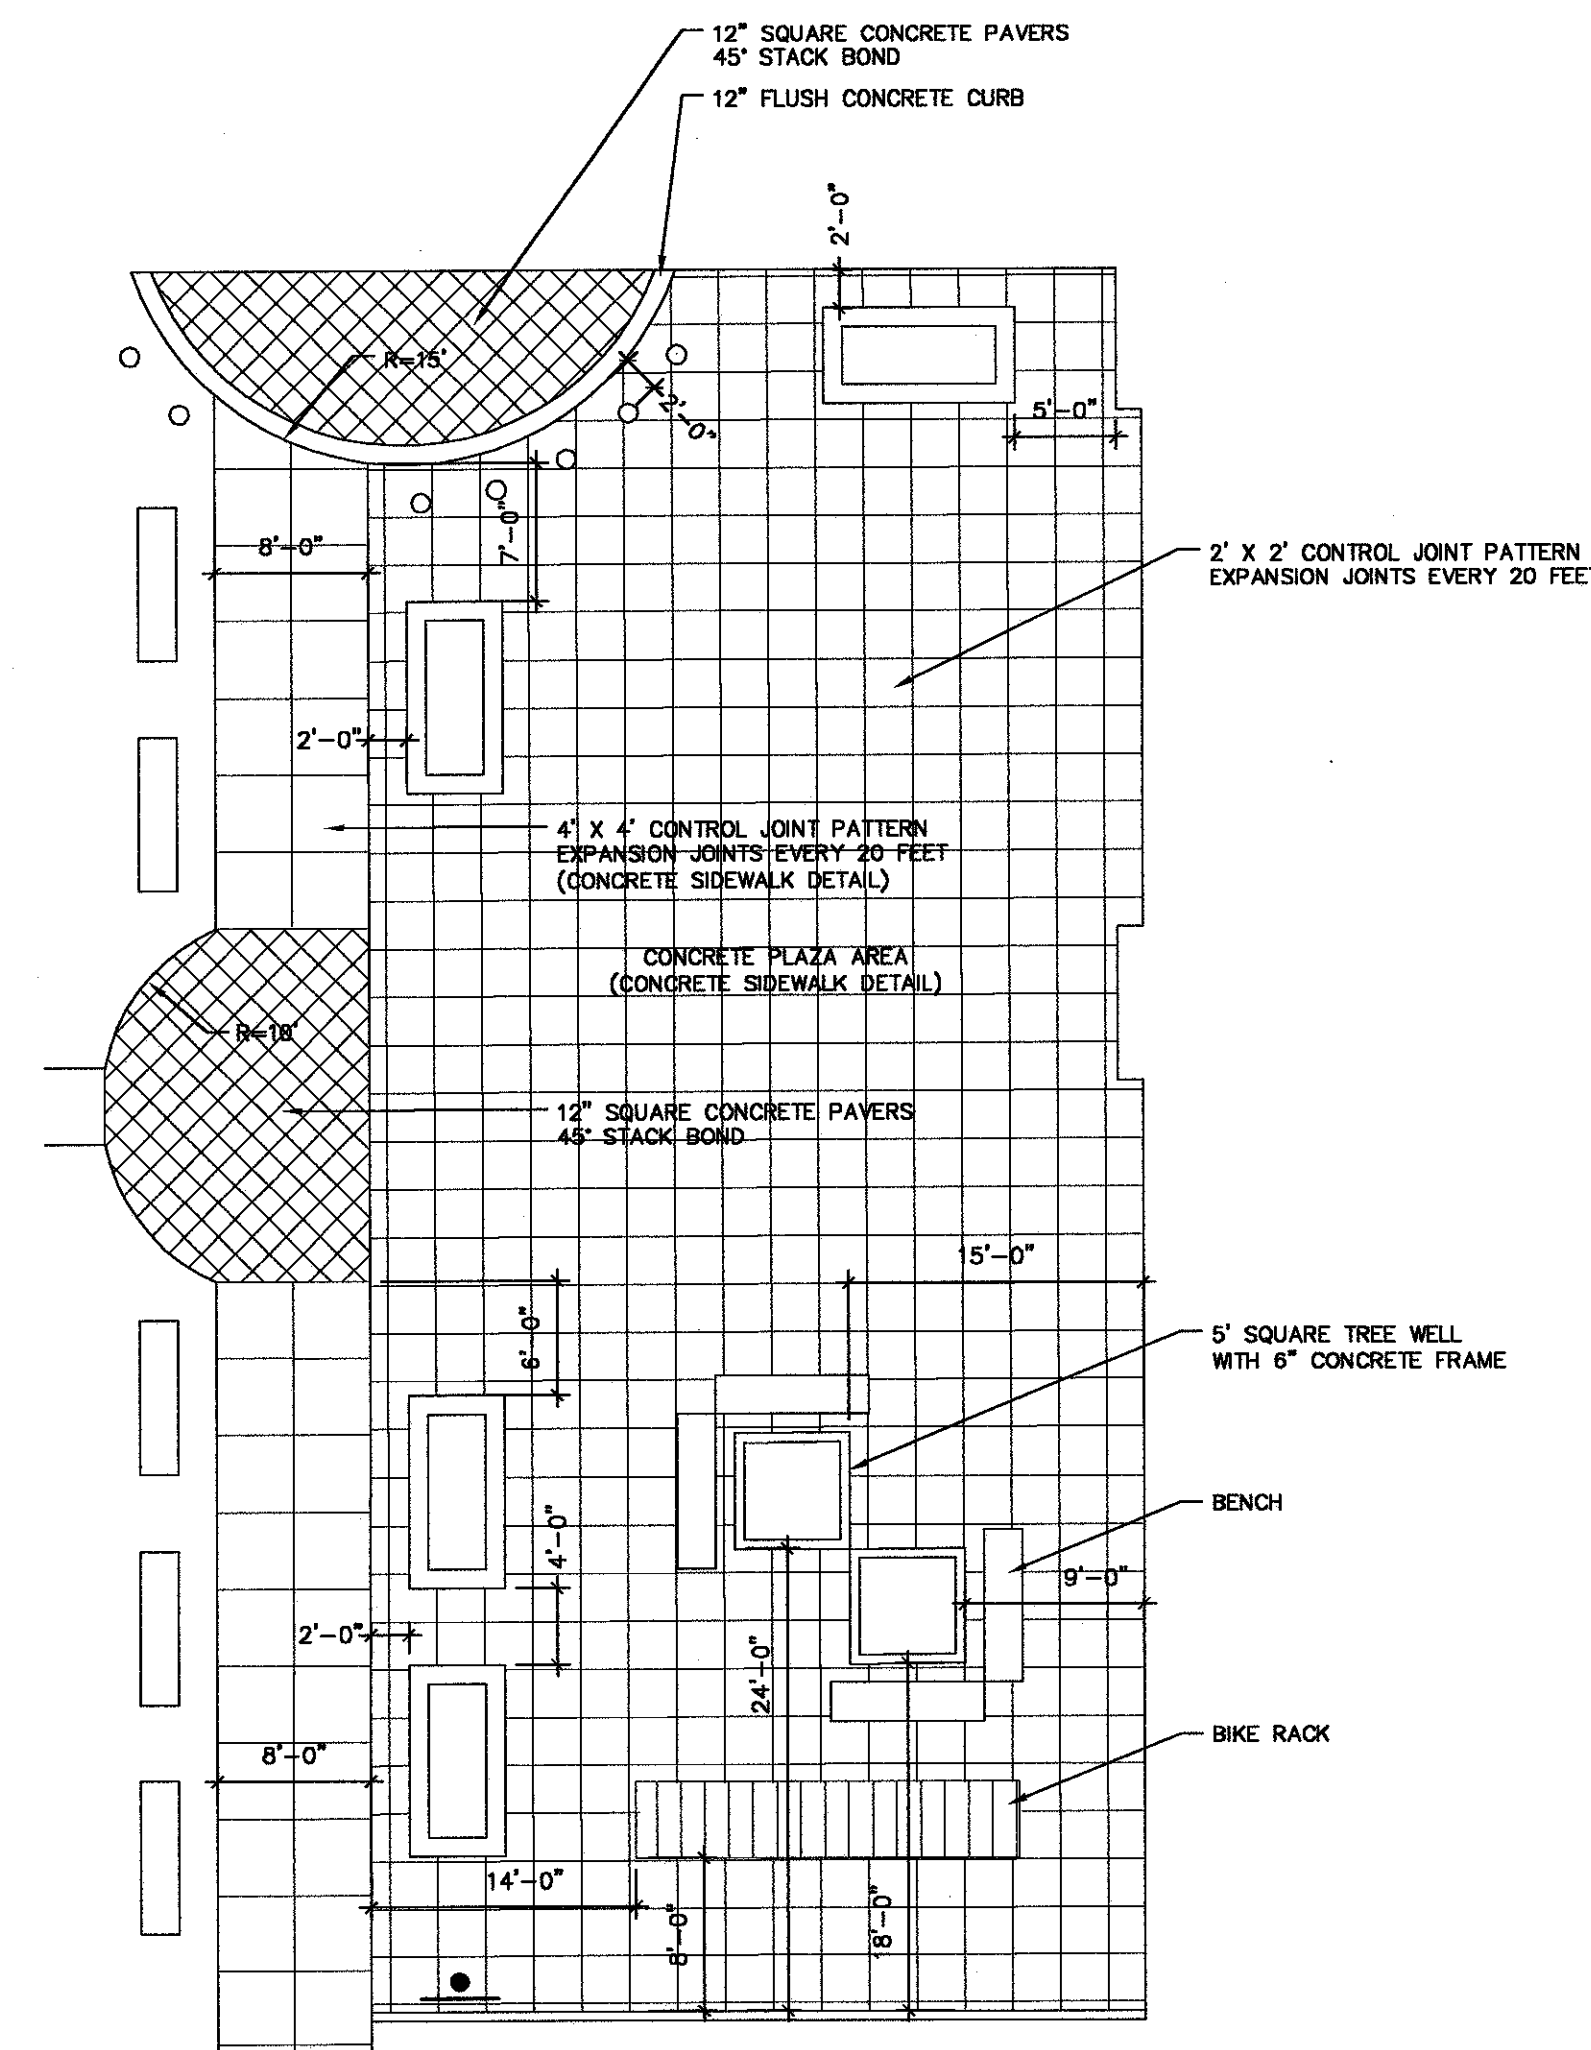 12" SQUARE CONCRETE PAVERS
45° STACK BOND
12" FLUSH CONCRETE CURB
2'-0"
R=15'
2'-0"
5'-0"
7'-0"
8'-0"
2' X 2' CONTROL JOINT PATTERN
EXPANSION JOINTS EVERY 20 FEET
2'-0"
4' X 4' CONTROL JOINT PATTERN
EXPANSION JOINTS EVERY 20 FEET
(CONCRETE SIDEWALK DETAIL)
CONCRETE PLAZA AREA
(CONCRETE SIDEWALK DETAIL)
R=10'
12" SQUARE CONCRETE PAVERS
45° STACK BOND
15'-0"
6'-0"
5' SQUARE TREE WELL
WITH 6" CONCRETE FRAME
BENCH
4'-0"
9'-0"
2'-0"
24'-0"
BIKE RACK
8'-0"
14'-0"
8'-0"
18'-0"